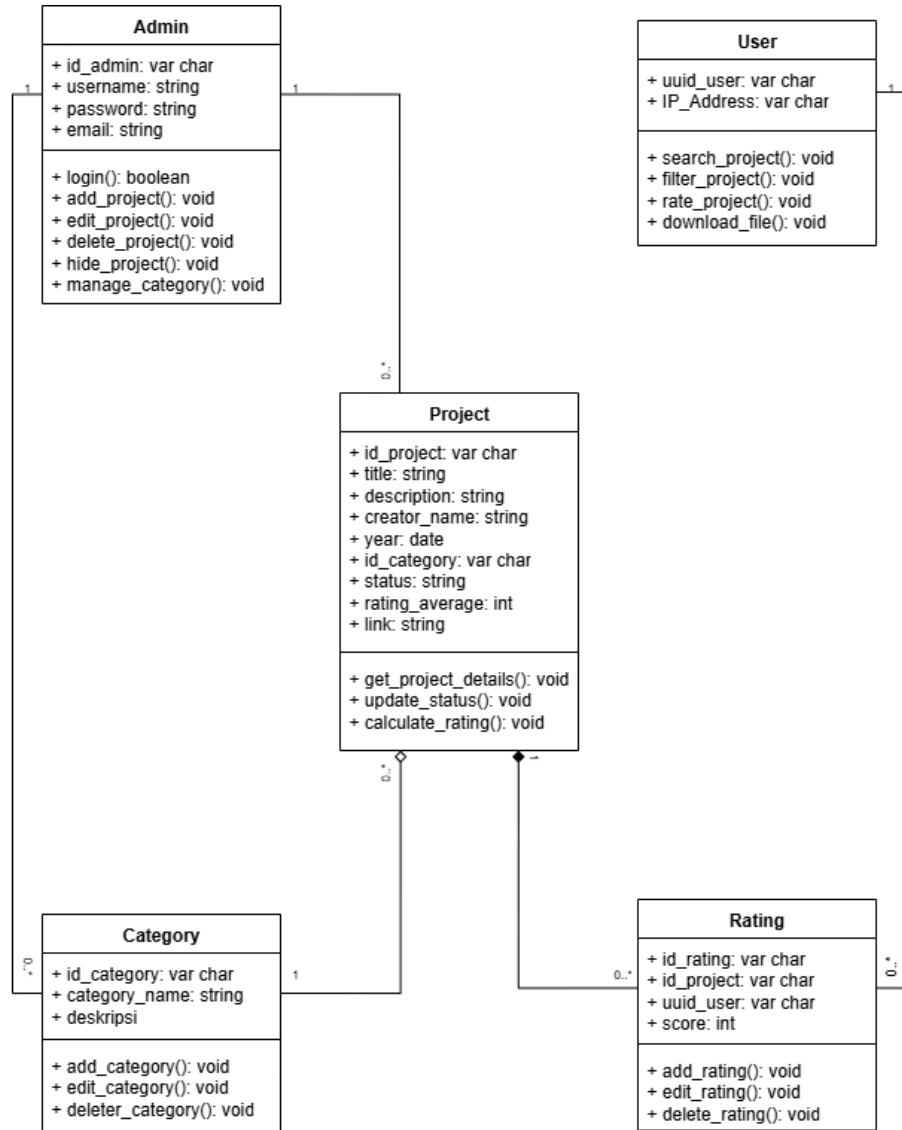 Admin
+ id_admin: var char
+ username: string
+ password: string
+ email: string
+ login(): boolean
+ add_project(): void
+ edit_project(): void
+ delete_project(): void
+ hide_project(): void
+ manage_category(): void
1
1
0..*
User
+ uuid_user: var char
+ IP_Address: var char
+ search_project(): void
+ filter_project(): void
+ rate_project(): void
+ download_file(): void
1
Project
+ id_project: var char
+ title: string
+ description: string
+ creator_name: string
+ year: date
+ id_category: var char
+ status: string
+ rating_average: int
+ link: string
+ get_project_details(): void
+ update_status(): void
+ calculate_rating(): void
0..*
1
Category
+ id_category: var char
+ category_name: string
+ deskripsi
+ add_category(): void
+ edit_category(): void
+ deleter_category(): void
0..*
1
Rating
+ id_rating: var char
+ id_project: var char
+ uuid_user: var char
+ score: int
+ add_rating(): void
+ edit_rating(): void
+ delete_rating(): void
0..*
0..*